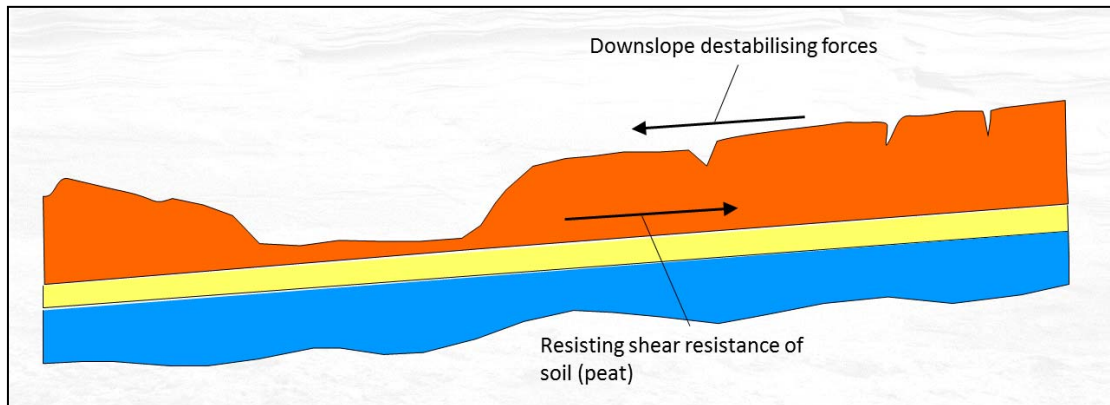 Downslope destabilising forces
Resisting shear resistance of
soil (peat)